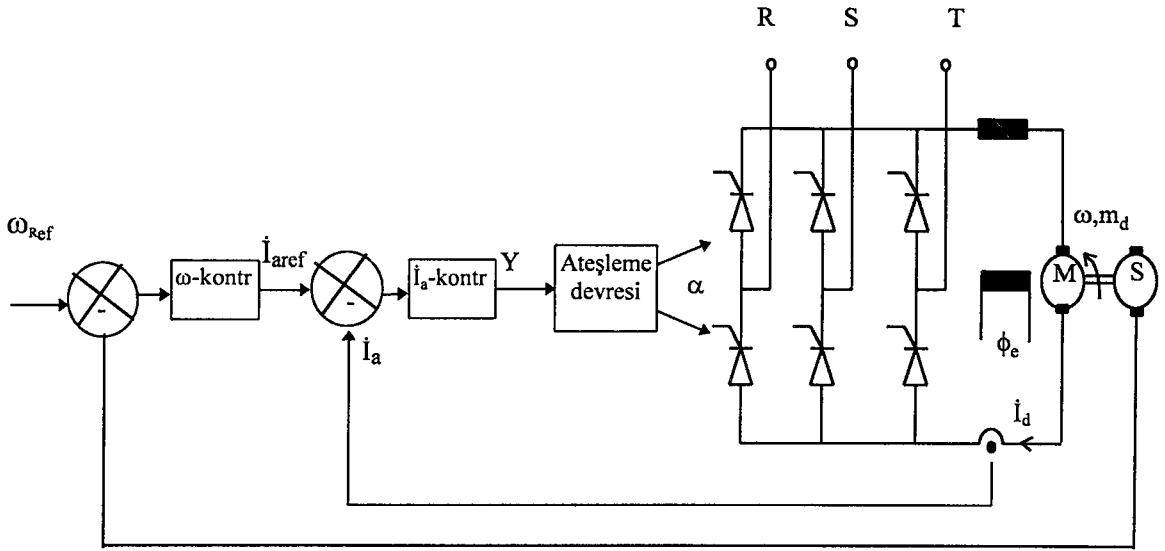 R S T
ω_Ref
ω-kontr
İ_aref
-
-
İ_a-kontr
Y
Ateşleme
devresi
α
İ_a
ω,m_d
M
S
ϕ_e
İ_d